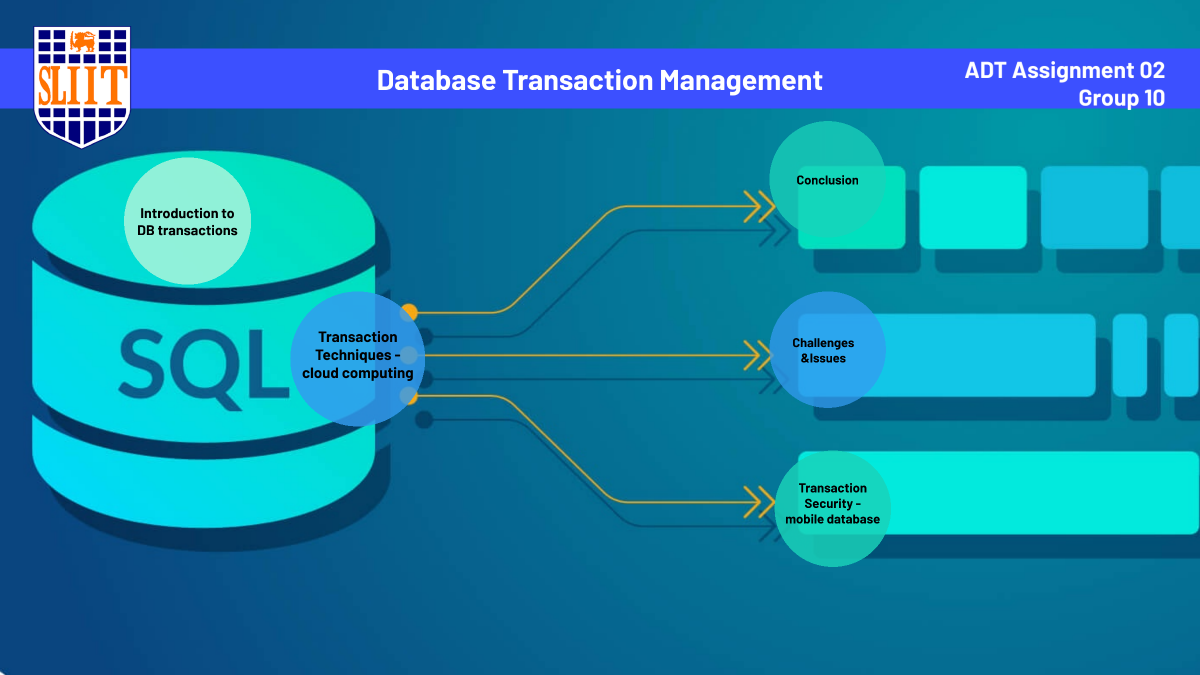 SLIIT
Database Transaction Management
ADT Assignment 02
Group 10
Introduction to
DB transactions
SQL
Transaction
Techniques -
cloud computing
Conclusion
Challenges
&Issues
Transaction
Security -
mobile database